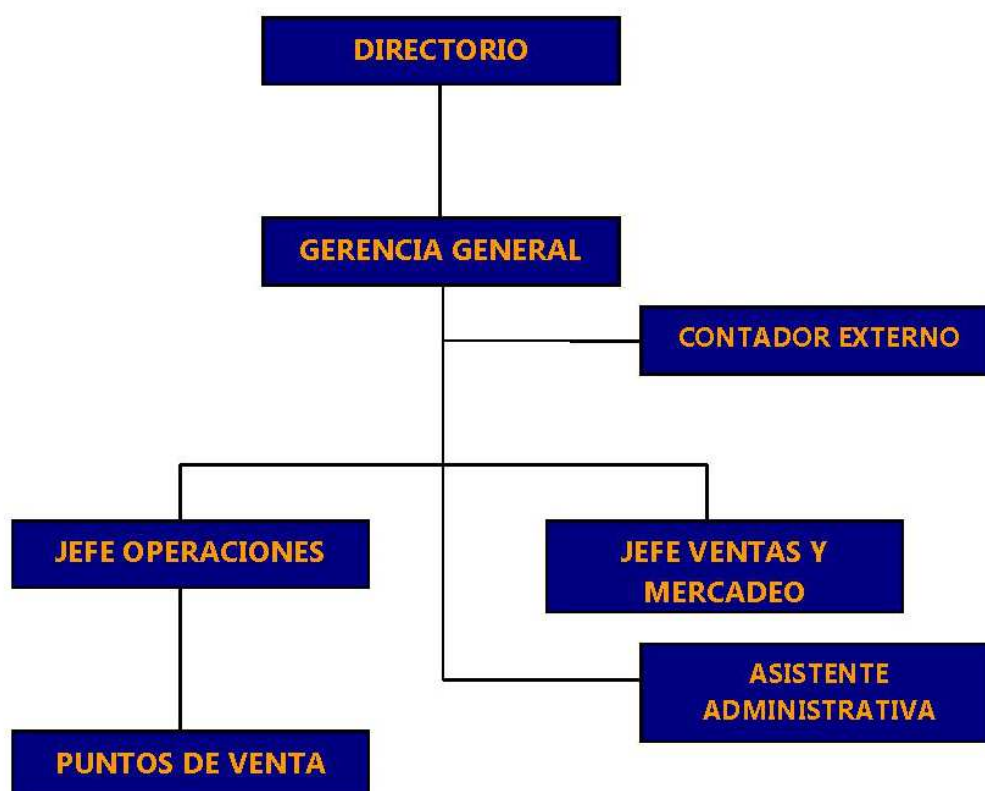 DIRECTORIO
GERENCIA GENERAL
CONTADOR EXTERNO
JEFE OPERACIONES
JEFE VENTAS Y
MERCADEO
ASISTENTE
ADMINISTRATIVA
PUNTOS DE VENTA